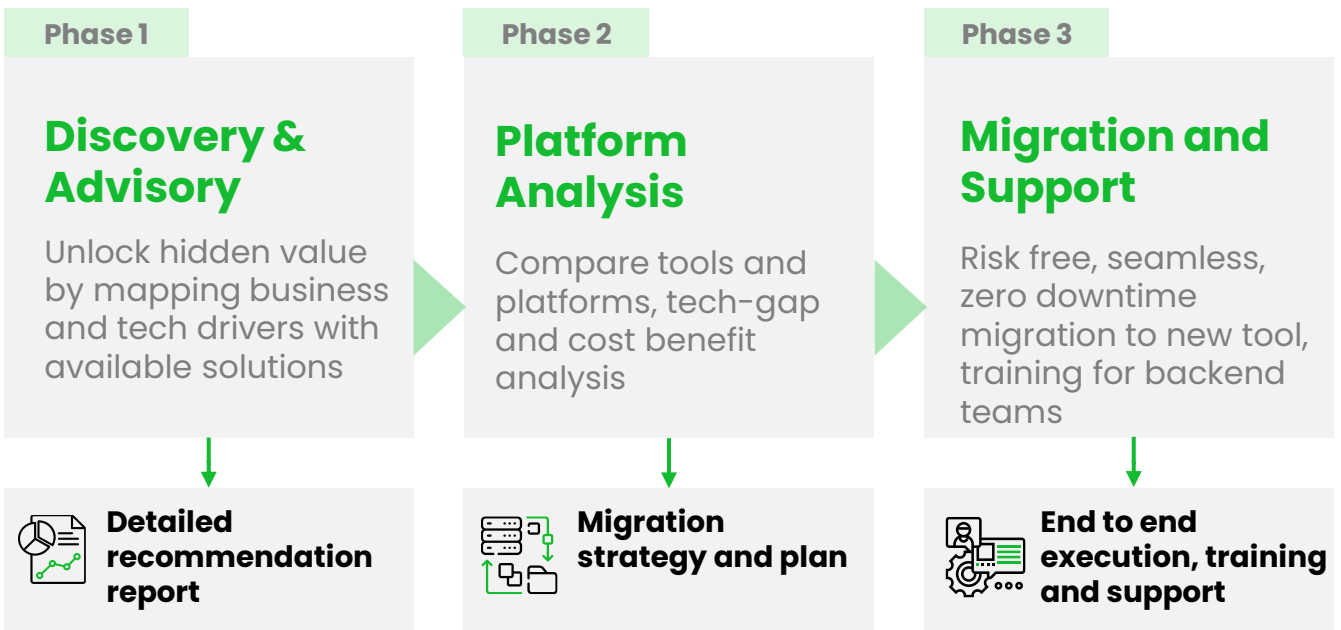 Phase 1
Discovery &
Advisory
Unlock hidden value
by mapping business
and tech drivers with
available solutions
Detailed
recommendation
report
Phase 2
Platform
Analysis
Compare tools and
platforms, tech-gap
and cost benefit
analysis
Migration
strategy and plan
Phase 3
Migration and
Support
Risk free, seamless,
zero downtime
migration to new tool,
training for backend
teams
End to end
execution, training
and support